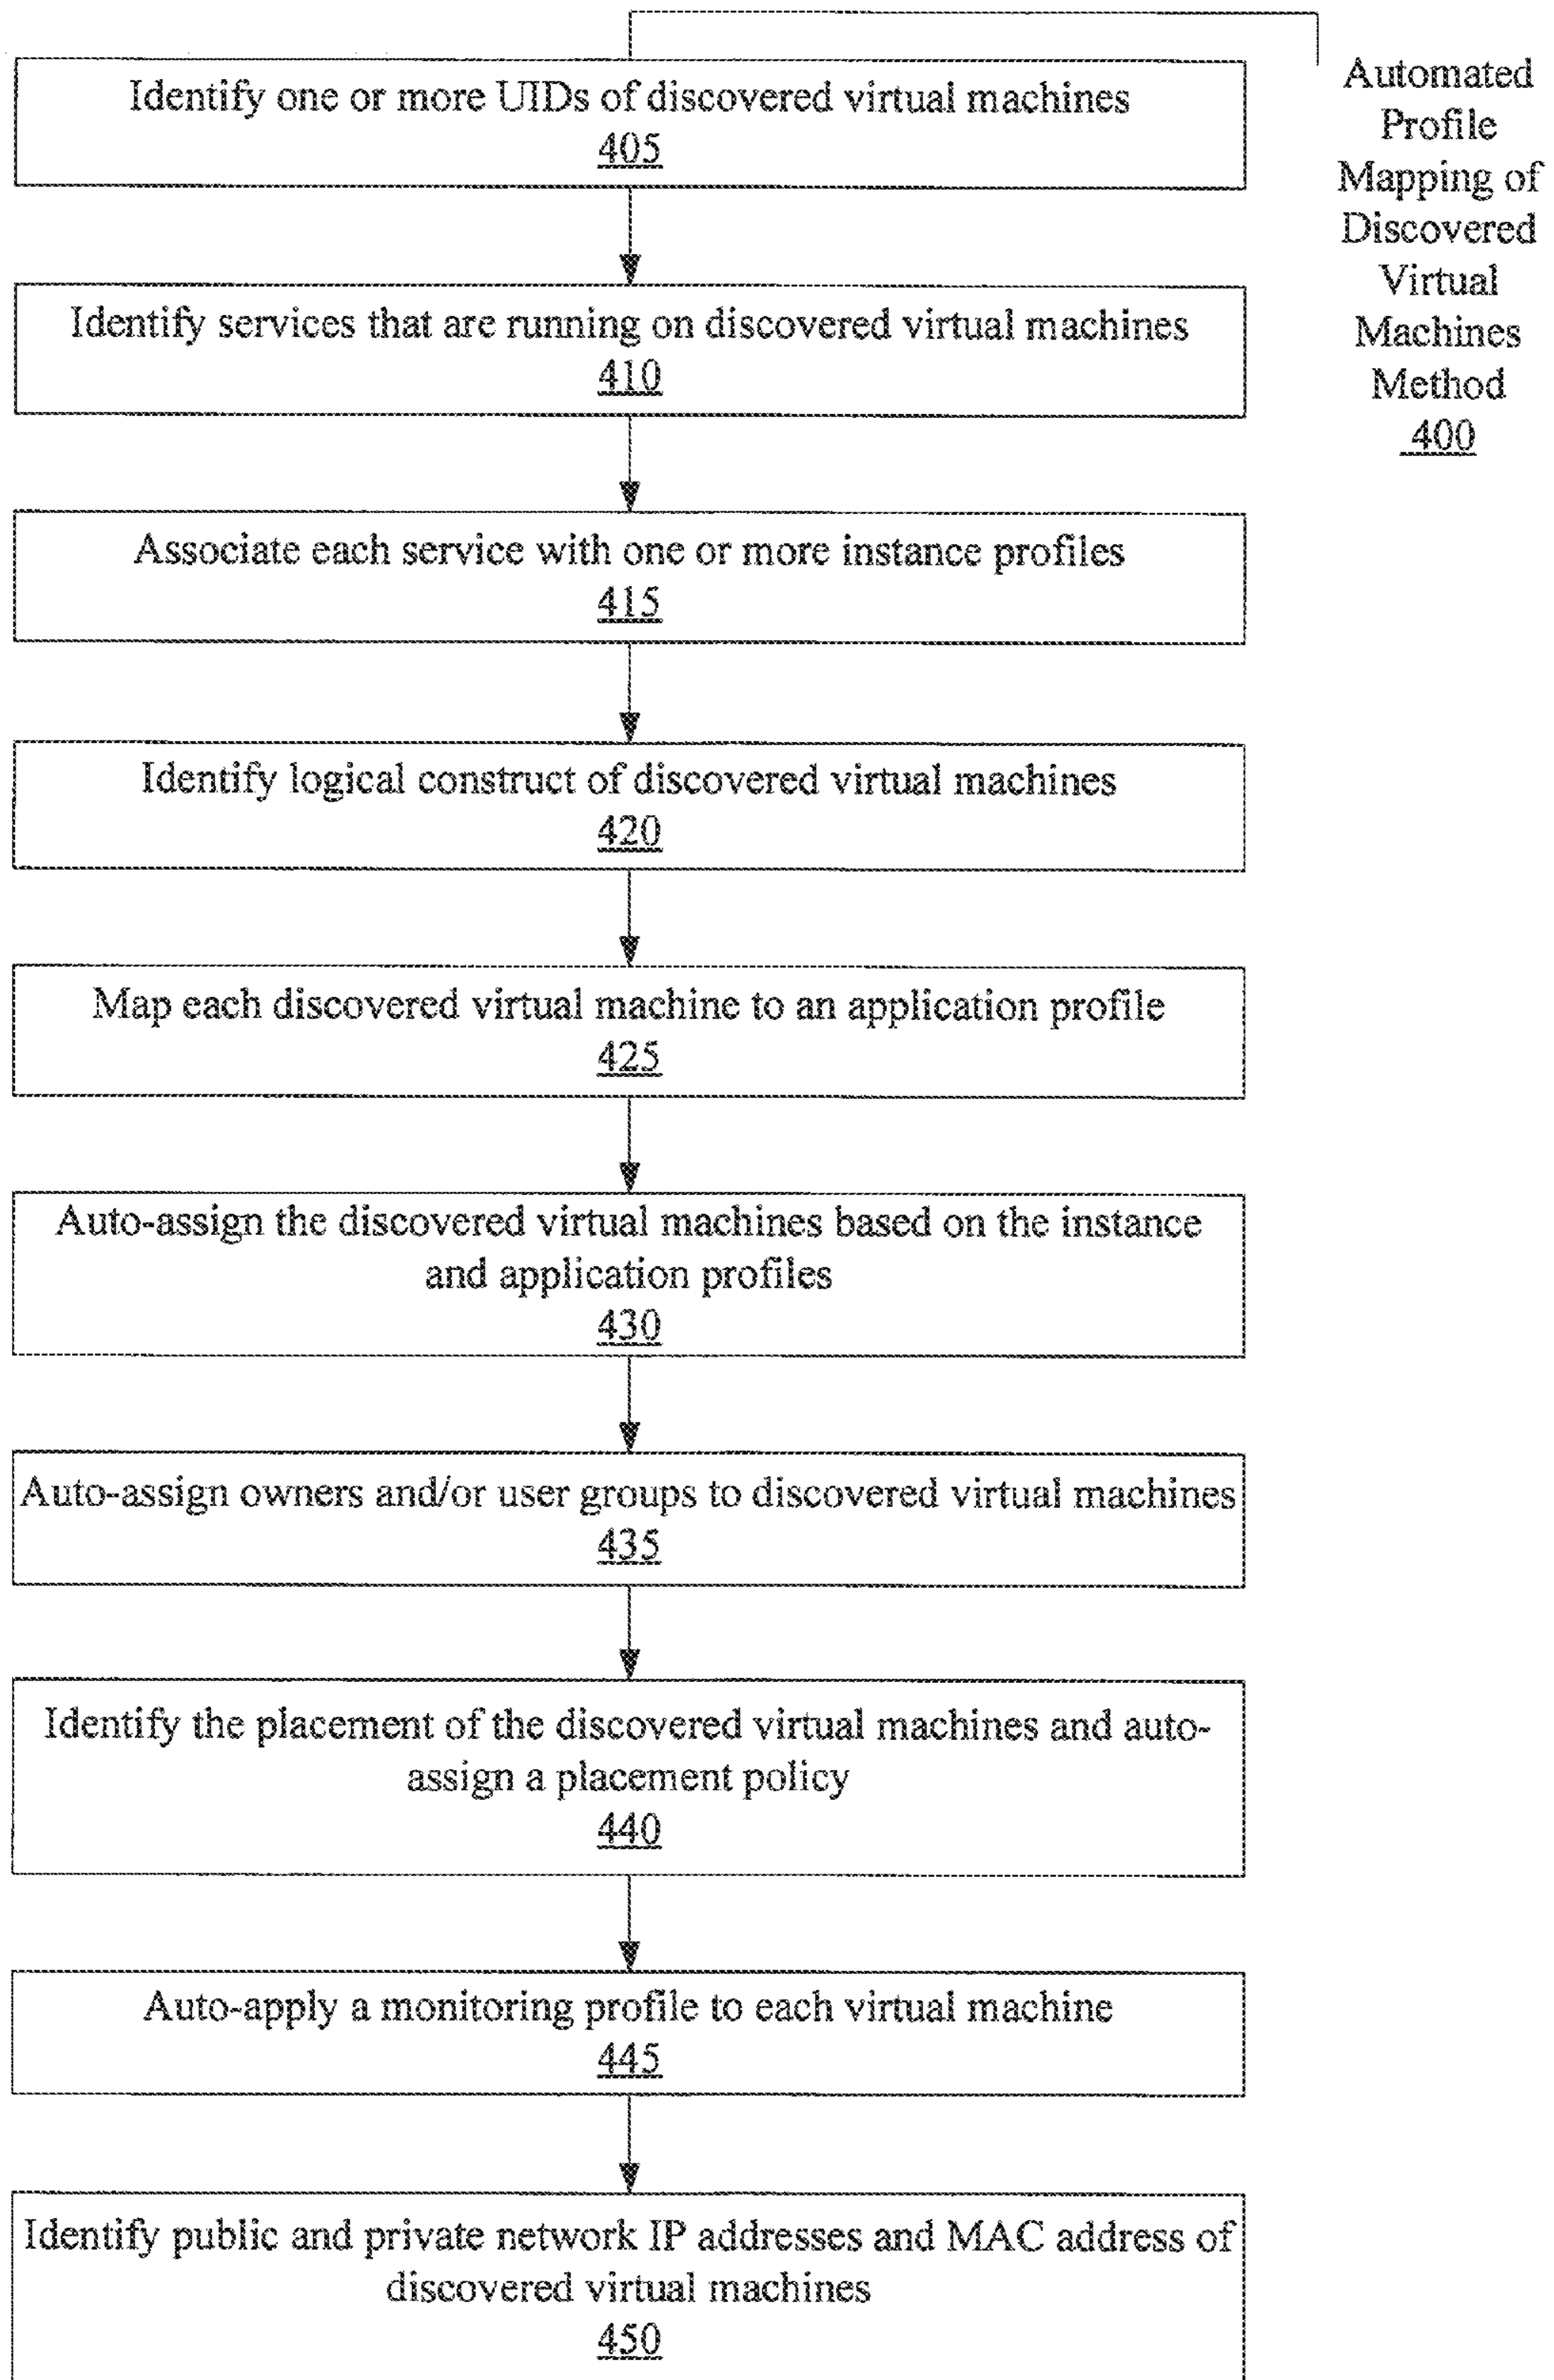 Identify one or more UIDs of discovered virtual machines
405
Automated
Profile
Mapping of
Discovered
Virtual
Machines
Method
400
Identify services that are running on discovered virtual machines
410
Associate each service with one or more instance profiles
415
Identify logical construct of discovered virtual machines
420
Map each discovered virtual machine to an application profile
425
Auto-assign the discovered virtual machines based on the instance
and application profiles
430
Auto-assign owners and/or user groups to discovered virtual machines
435
Identify the placement of the discovered virtual machines and auto-
assign a placement policy
440
Auto-apply a monitoring profile to each virtual machine
445
Identify public and private network IP addresses and MAC address of
discovered virtual machines
450